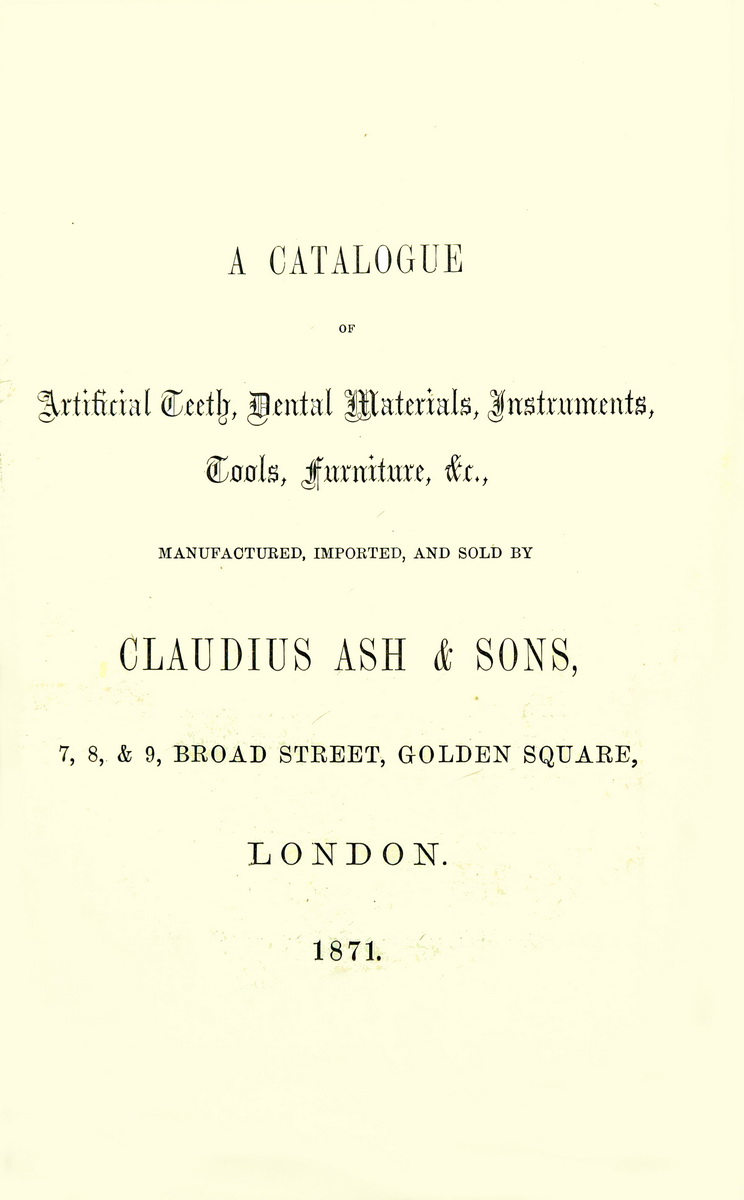 A CATALOGUE
OF
Artificial Teeth, Dental Materials, Instruments,
Tools, Furniture, &c.,
MANUFACTURED, IMPORTED, AND SOLD BY
CLAUDIUS ASH & SONS,
7, 8, & 9, BROAD STREET, GOLDEN SQUARE,
LONDON.
1871.